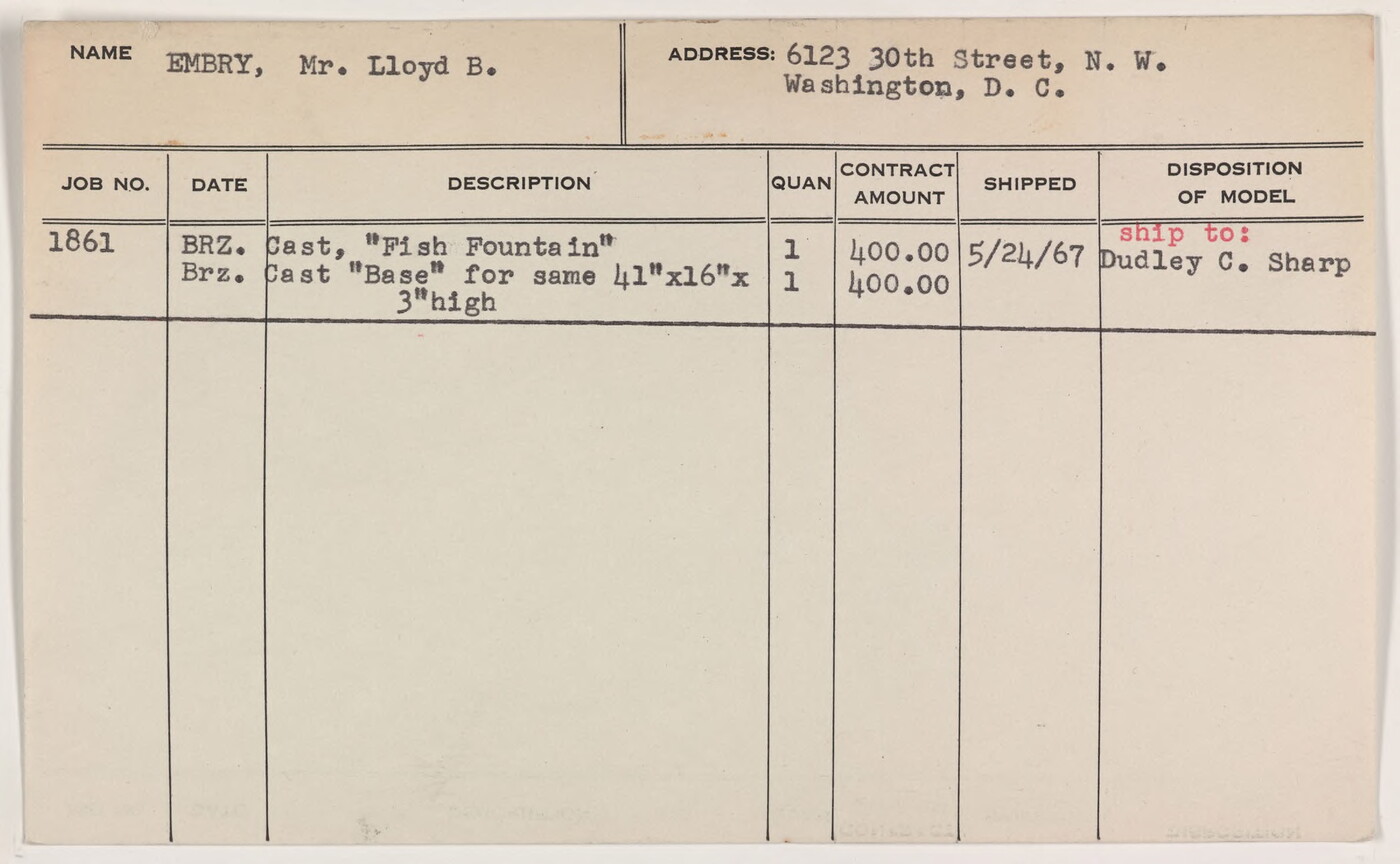 NAME EMBRY, Mr. Lloyd B. ADDRESS: 6123 30th Street, N. W.
Washington, D. C.
JOB NO. DATE DESCRIPTION QUAN CONTRACT AMOUNT SHIPPED DISPOSITION OF MODEL
ship to:
1861 BRZ. Cast, "Fish Fountain" 1 400.00 5/24/67 Dudley C. Sharp
Brz. Cast "Base" for same 41"x16"x 1 400.00
3"high